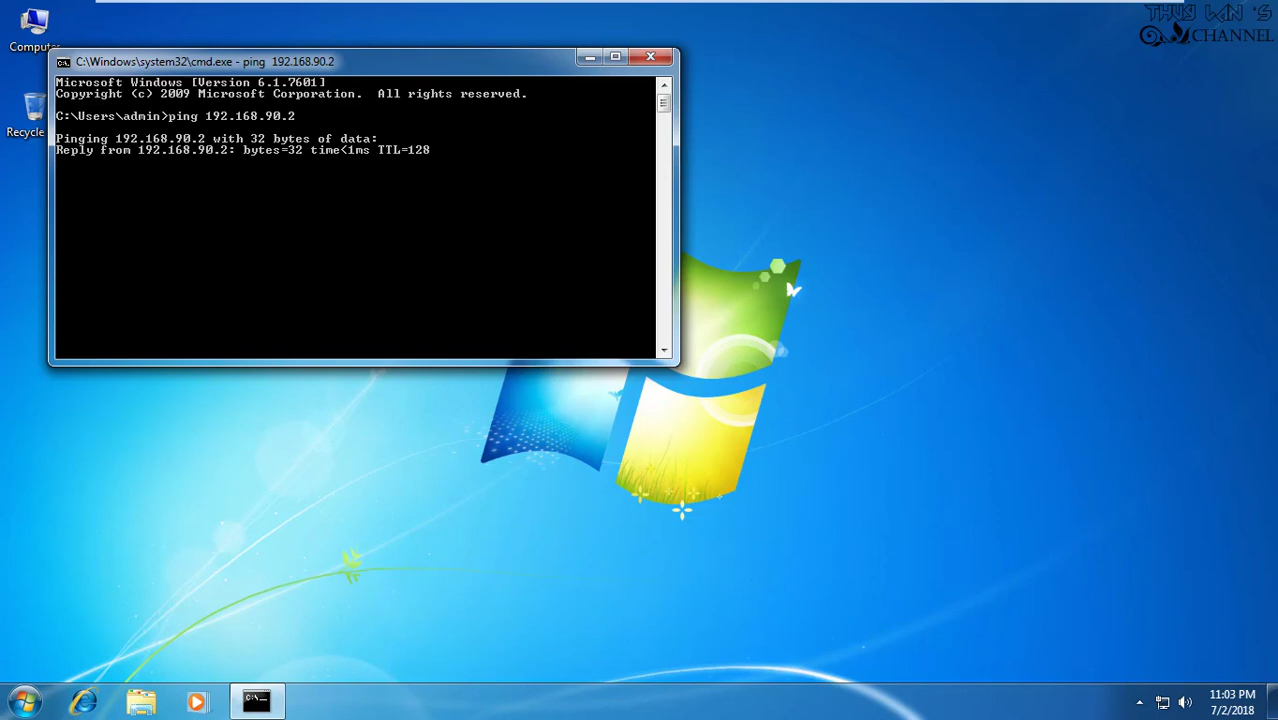 THUY WIN 'S
CHANNEL
Computer
Recycle
C:\Windows\system32\cmd.exe - ping 192.168.90.2
Microsoft Windows [Version 6.1.7601]
Copyright (c) 2009 Microsoft Corporation.  All rights reserved.
C:\Users\admin>ping 192.168.90.2
Pinging 192.168.90.2 with 32 bytes of data:
Reply from 192.168.90.2: bytes=32 time<1ms TTL=128
C:\_
11:03 PM
7/2/2018